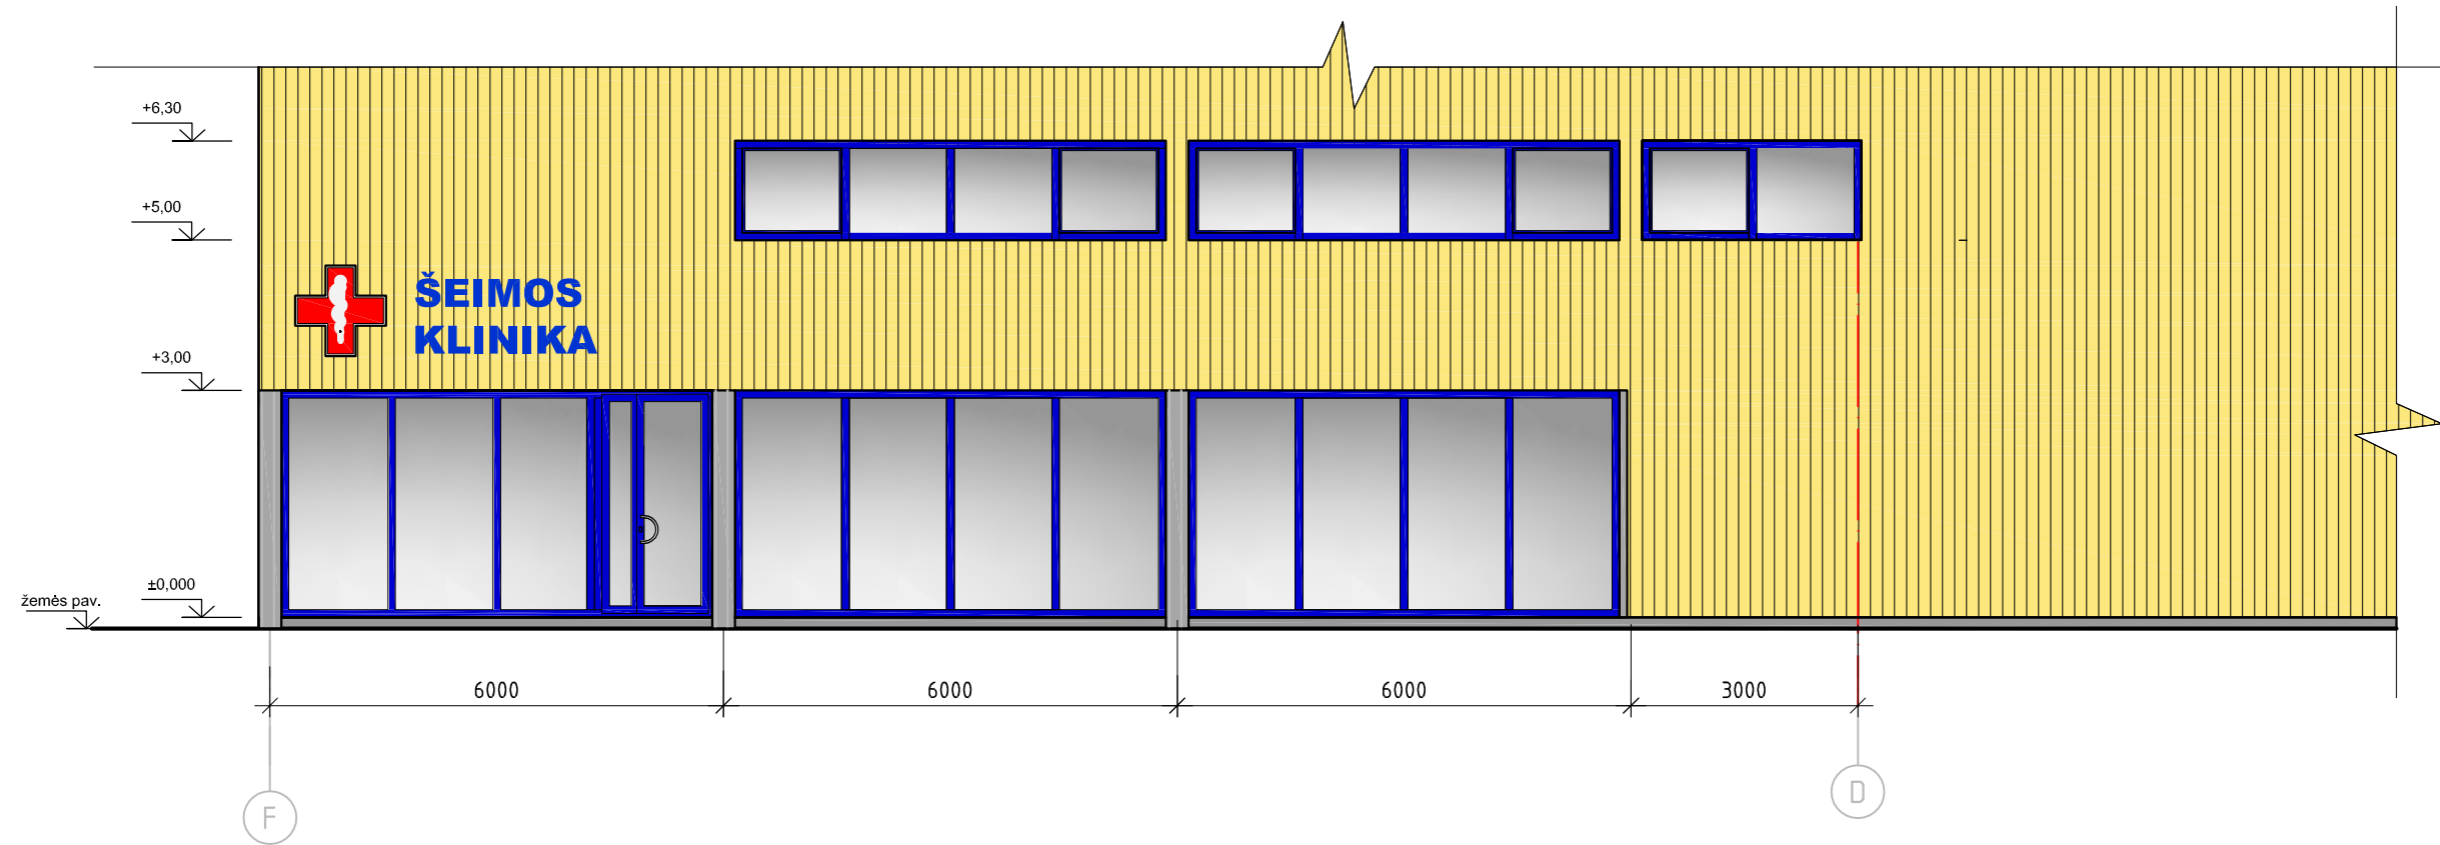 +6,30
+5,00
ŠEIMOS
KLINIKA
+3,00
±0,000
žemės pav.
6000 6000 6000 3000
F D